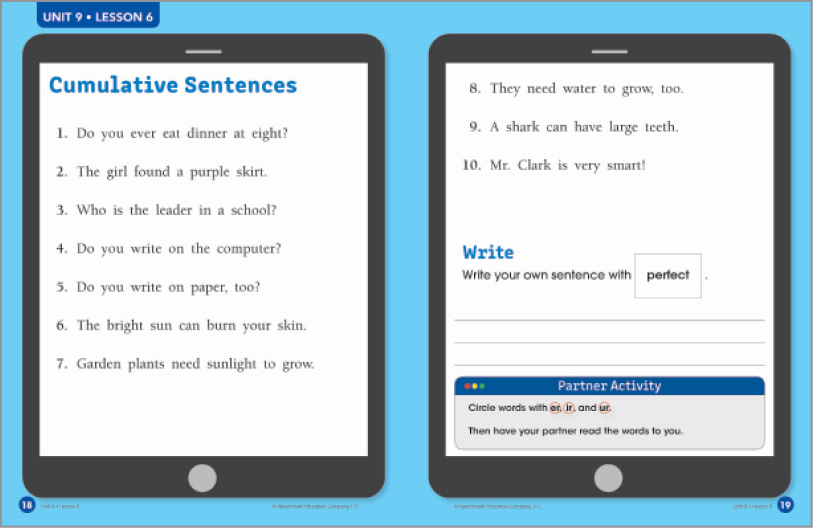 UNIT 9 • LESSON 6
Cumulative Sentences
1. Do you ever eat dinner at eight?
2. The girl found a purple skirt.
3. Who is the leader in a school?
4. Do you write on the computer?
5. Do you write on paper, too?
6. The bright sun can burn your skin.
7. Garden plants need sunlight to grow.
18 Unit 9 • Lesson 6
© Benchmark Education Company, LLC
8. They need water to grow, too.
9. A shark can have large teeth.
10. Mr. Clark is very smart!
Write
Write your own sentence with perfect .
Partner Activity
Circle words with er, ir, and ur.
Then have your partner read the words to you.
© Benchmark Education Company, LLC
Unit 9 • Lesson 6 19